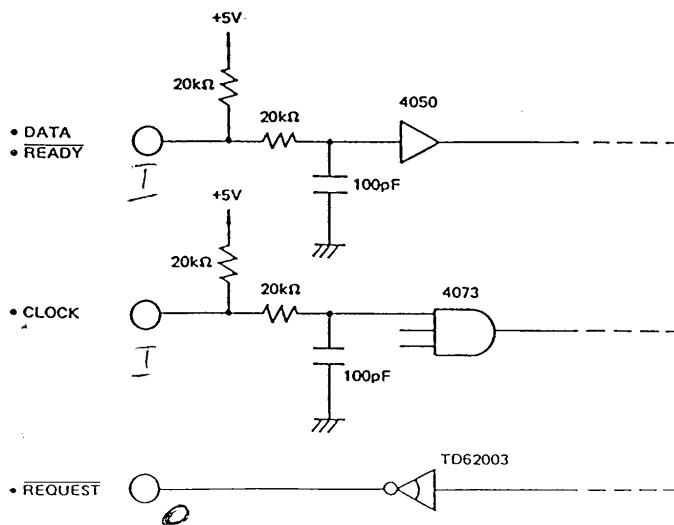 +5V
20kΩ
20kΩ
4050
• DATA
• READY
I
100pF
+5V
20kΩ
20kΩ
4073
• CLOCK
I
100pF
TD62003
• REQUEST
O